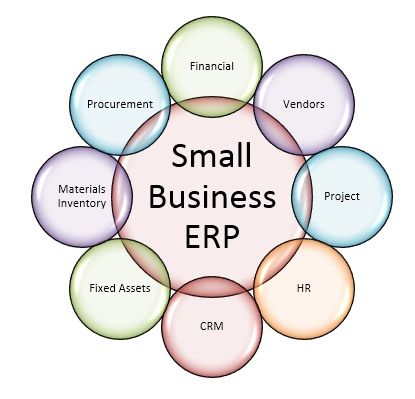 Financial
Procurement
Vendors
Small
Business
ERP
Materials
Inventory
Project
Fixed Assets
HR
CRM